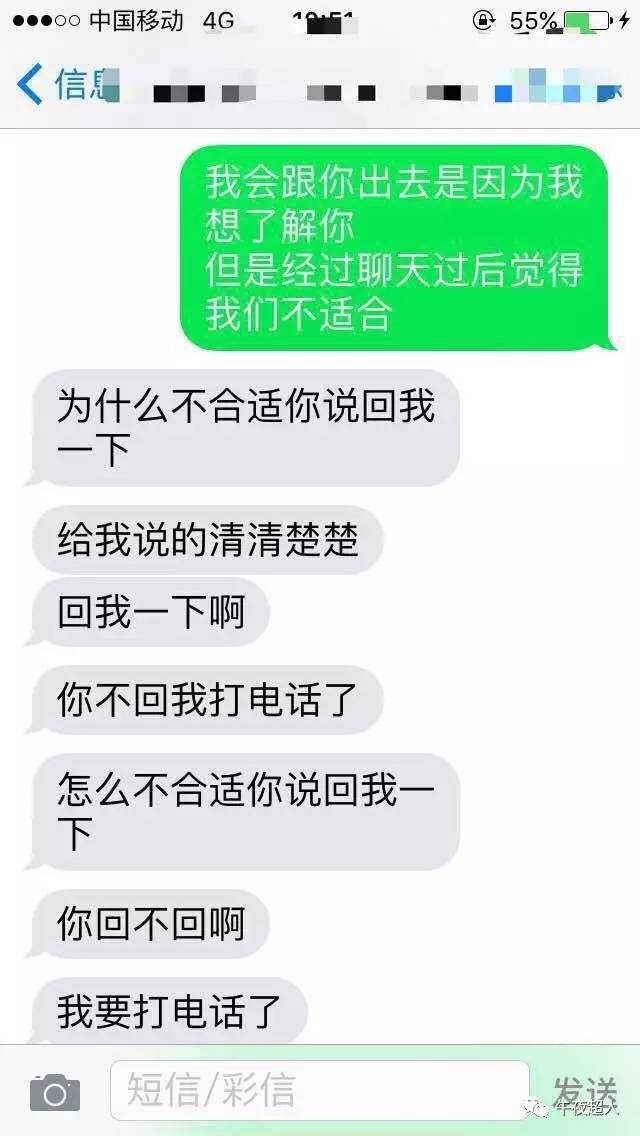 中国移动 4G
55%
信息
我会跟你出去是因为我
想了解你
但是经过聊天过后觉得
我们不适合
为什么不合适你说回我
一下
给我说的清清楚楚
回我一下啊
你不回我打电话了
怎么不合适你说回我一
下
你回不回啊
我要打电话了
短信/彩信
发送
午夜超人